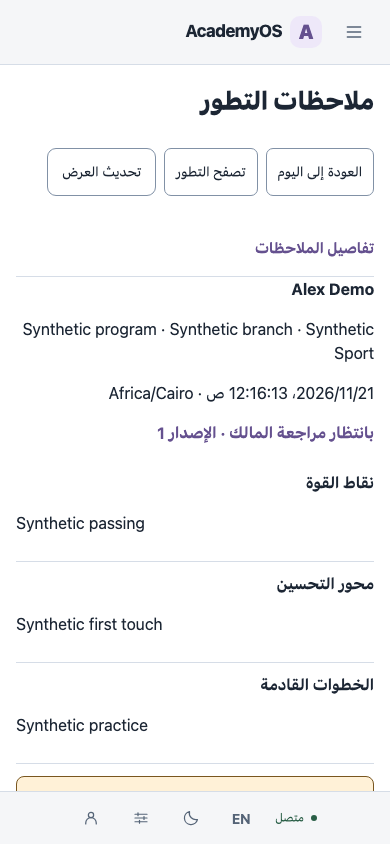 AcademyOS
A
ملاحظات التطور
العودة إلى اليوم
تصفح التطور
تحديث العرض
تفاصيل الملاحظات
Alex Demo
Synthetic program · Synthetic branch · Synthetic
Sport
2026/11/21، 12:16:13 ص · Africa/Cairo
بانتظار مراجعة المالك · الإصدار 1
نقاط القوة
Synthetic passing
محور التحسين
Synthetic first touch
الخطوات القادمة
Synthetic practice
متصل
EN